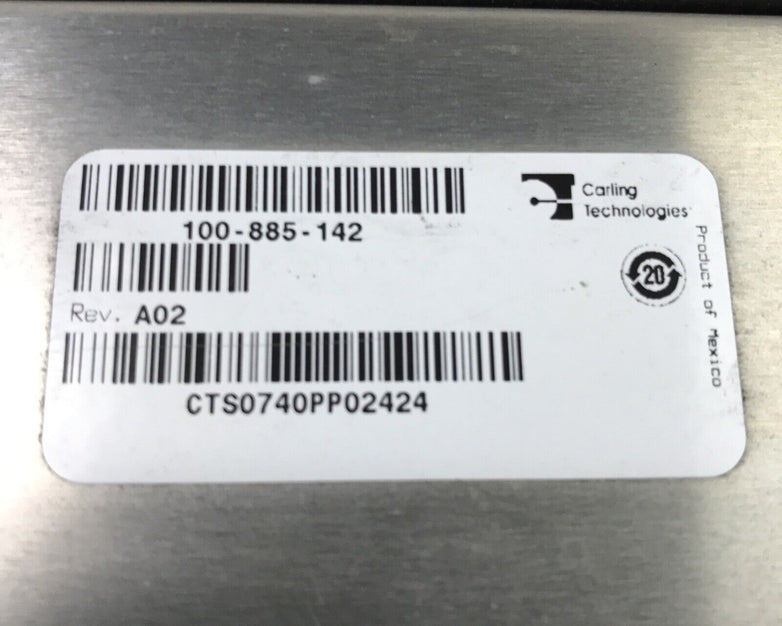 100-885-142
Rev. A02
CTS0740PP02424
Carling
Technologies
20
Product of Mexico